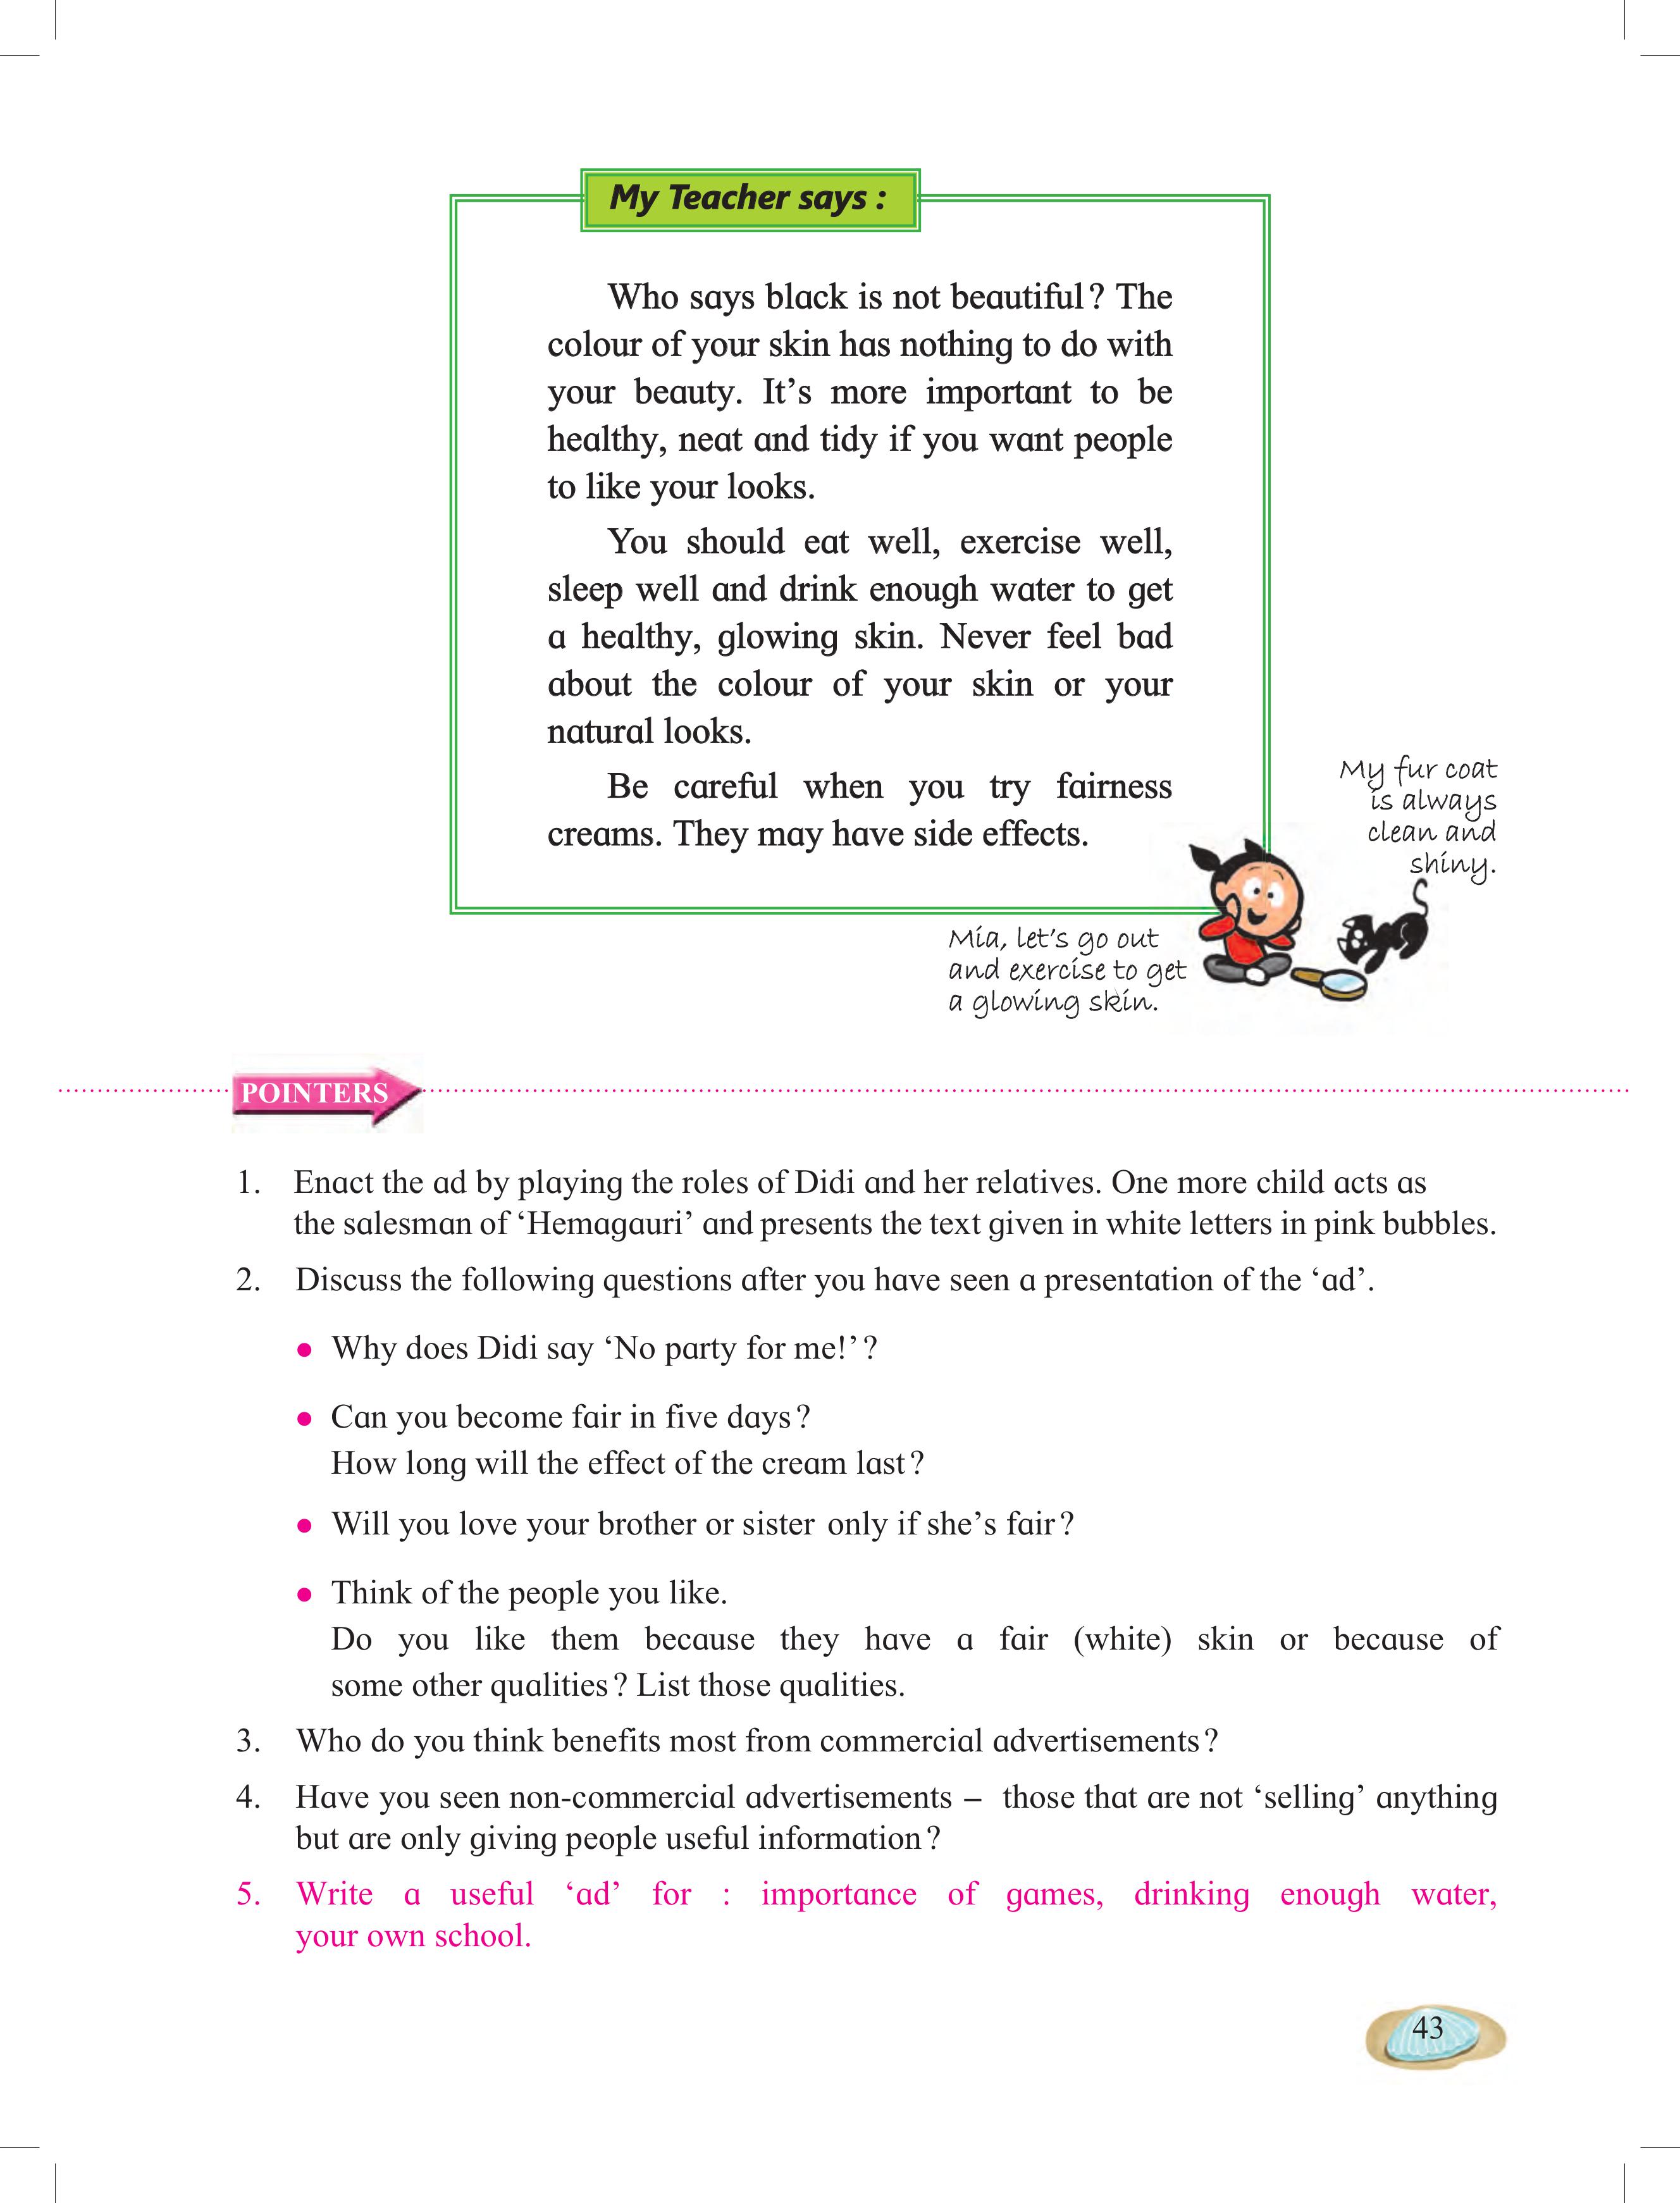 My Teacher says :
Who says black is not beautiful? The
colour of your skin has nothing to do with
your beauty. It’s more important to be
healthy, neat and tidy if you want people
to like your looks.
You should eat well, exercise well,
sleep well and drink enough water to get
a healthy, glowing skin. Never feel bad
about the colour of your skin or your
natural looks.
Be careful when you try fairness
creams. They may have side effects.
My fur coat
is always
clean and
shiny.
Mia, let’s go out
and exercise to get
a glowing skin.
POINTERS
1. Enact the ad by playing the roles of Didi and her relatives. One more child acts as
the salesman of ‘Hemagauri’ and presents the text given in white letters in pink bubbles.
2. Discuss the following questions after you have seen a presentation of the ‘ad’.
● Why does Didi say ‘No party for me!’?
● Can you become fair in five days?
How long will the effect of the cream last?
● Will you love your brother or sister only if she’s fair?
● Think of the people you like.
Do you like them because they have a fair (white) skin or because of
some other qualities? List those qualities.
3. Who do you think benefits most from commercial advertisements?
4. Have you seen non-commercial advertisements – those that are not ‘selling’ anything
but are only giving people useful information?
5. Write a useful ‘ad’ for : importance of games, drinking enough water,
your own school.
43